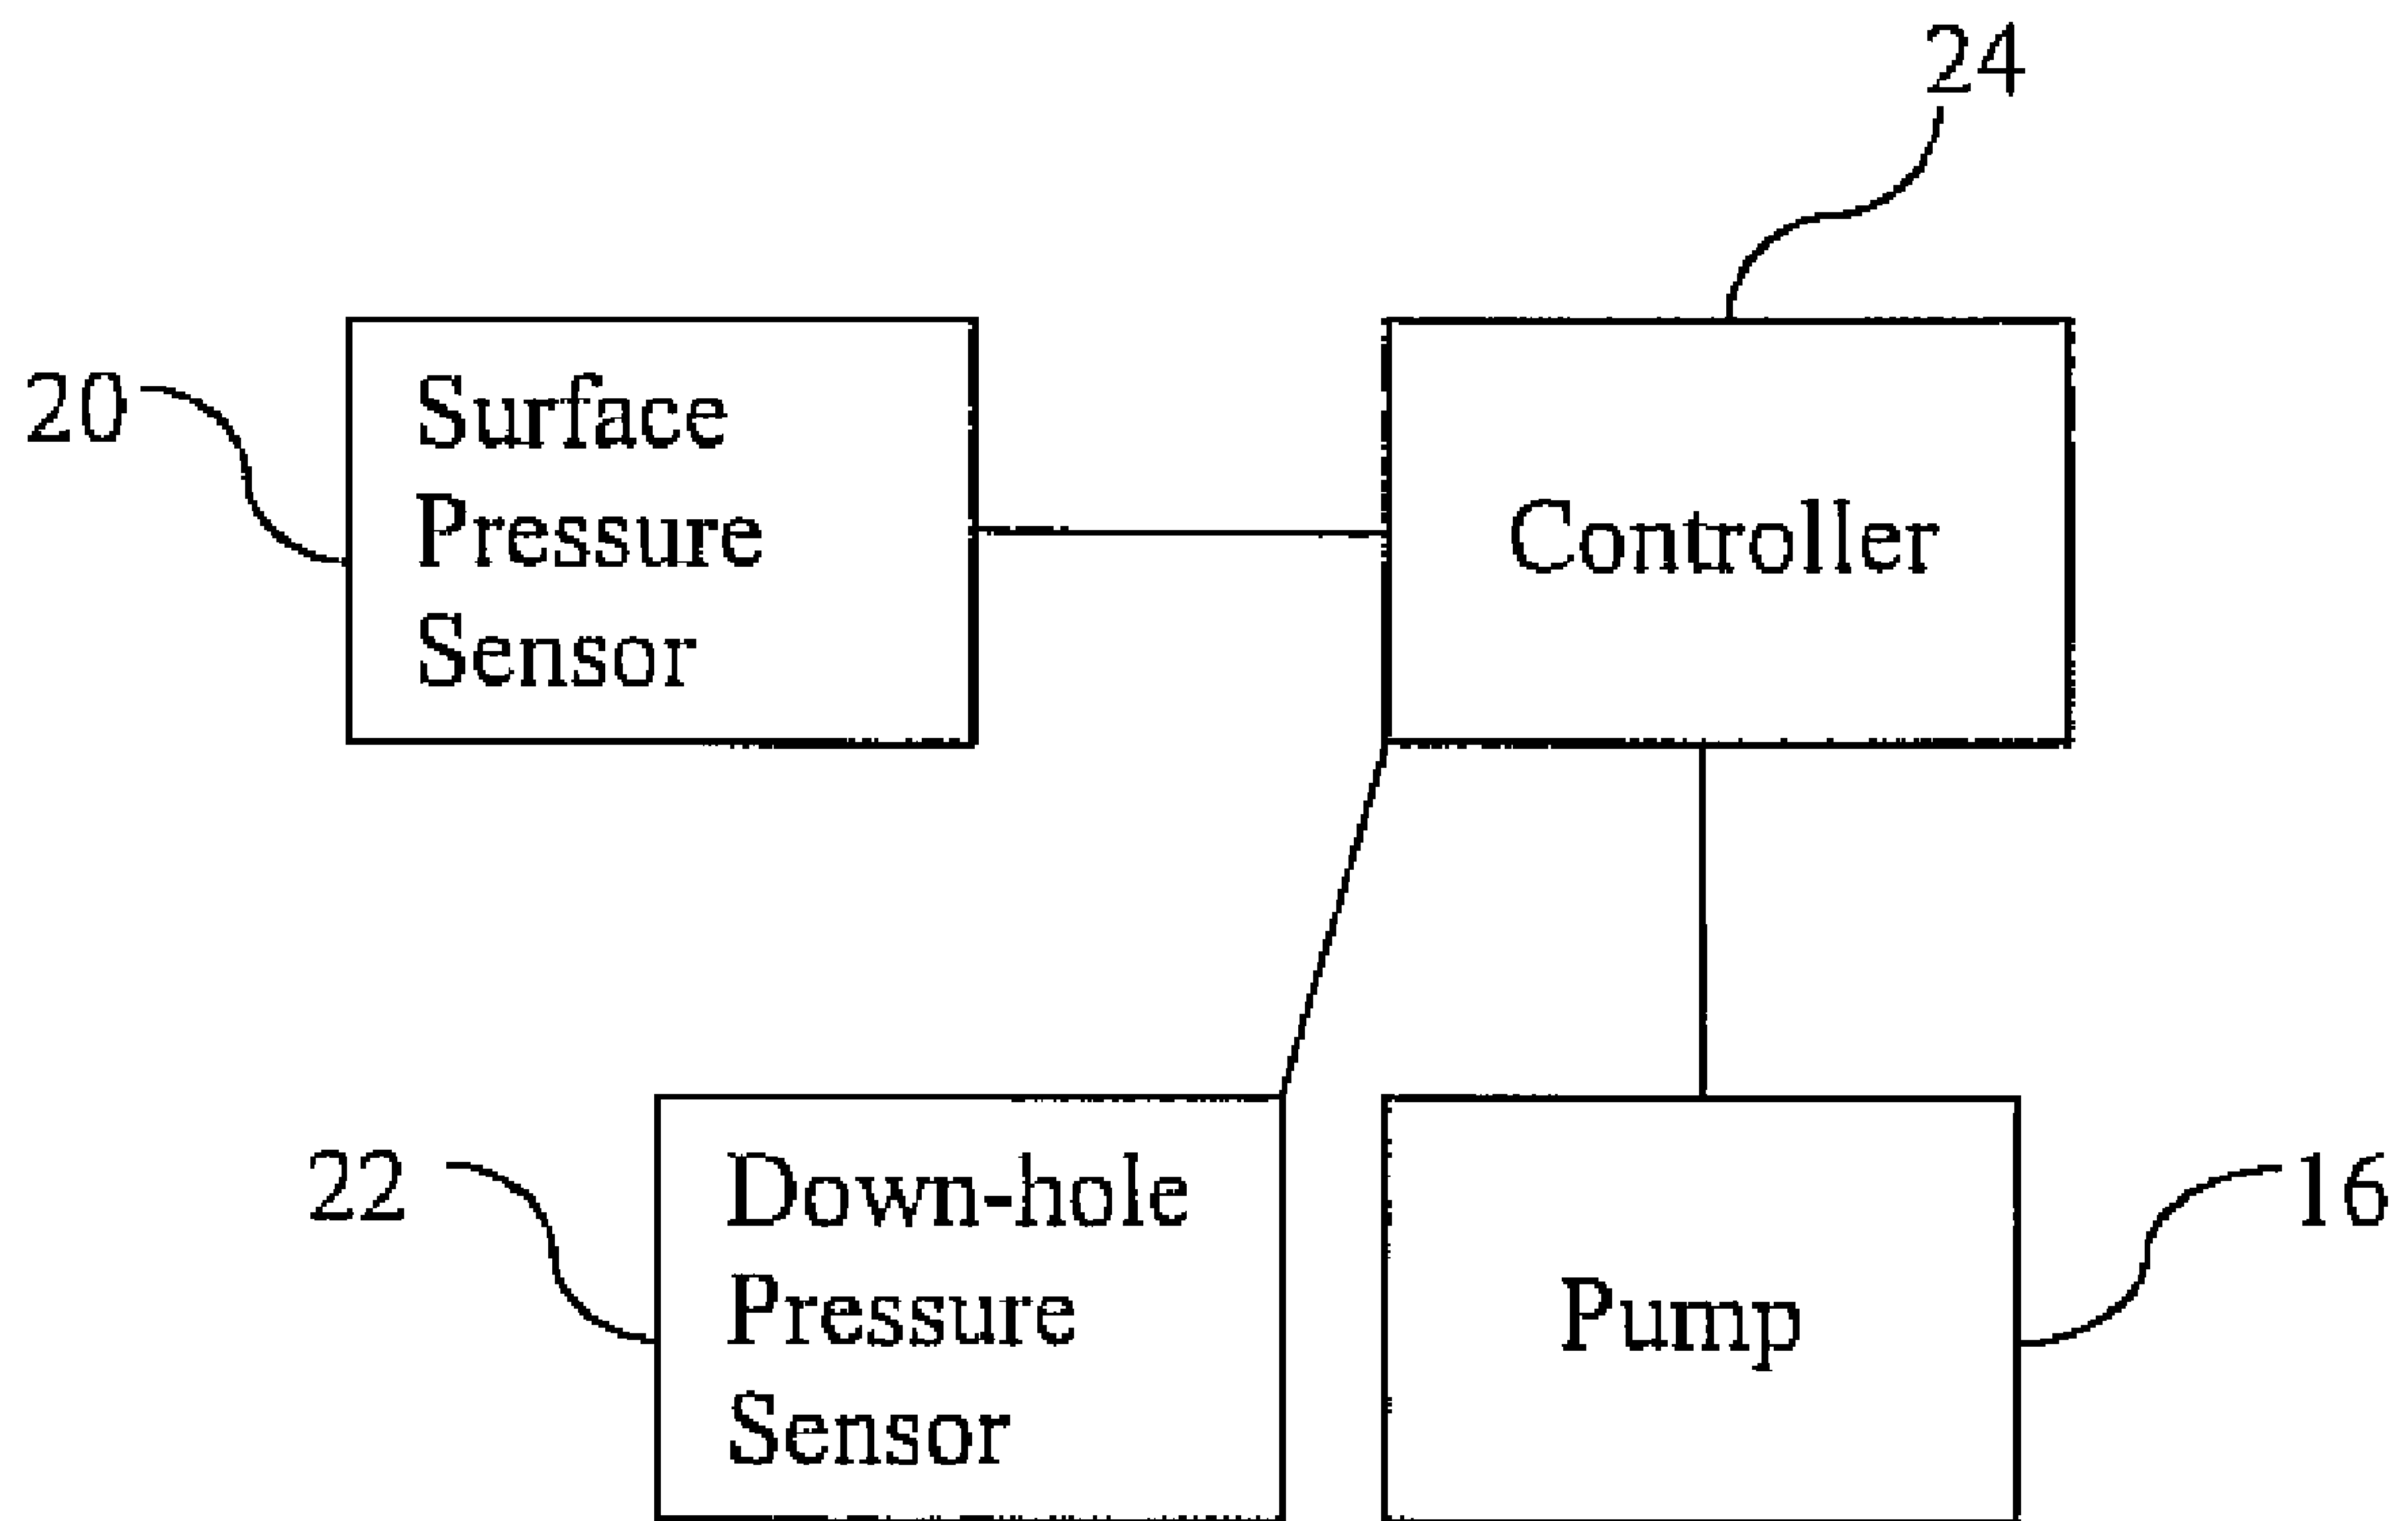 24
20
Surface
Pressure
Sensor
Controller
22
Down-hole
Pressure
Sensor
Pump
16